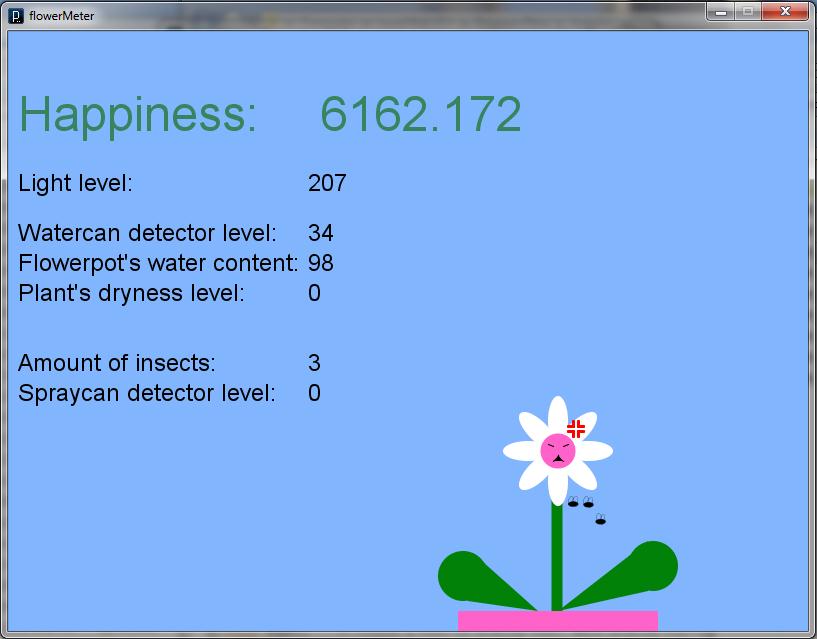 flowerMeter
Happiness: 6162.172
Light level: 207
Watercan detector level: 34
Flowerpot's water content: 98
Plant's dryness level: 0
Amount of insects: 3
Spraycan detector level: 0